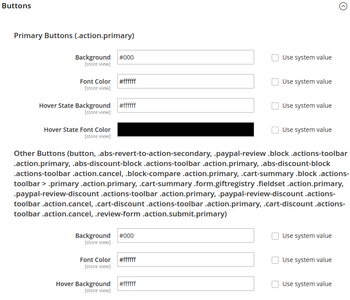 Buttons
Primary Buttons (.action.primary)
Background #000 Use system value
[store view]
Font Color #ffffff Use system value
[store view]
Hover State Background #ffffff Use system value
[store view]
Hover State Font Color Use system value
[store view]
Other Buttons (button, .abs-revert-to-action-secondary, .paypal-review .block .actions-toolbar
.action.primary, .abs-discount-block .actions-toolbar .action.primary, .abs-discount-block
.actions-toolbar .action.cancel, .block-compare .action.primary, .cart-summary .block .actions-
toolbar > .primary .action.primary, .cart-summary .form.giftregistry .fieldset .action.primary,
.paypal-review-discount .actions-toolbar .action.primary, .paypal-review-discount .actions-
toolbar .action.cancel, .cart-discount .actions-toolbar .action.primary, .cart-discount .actions-
toolbar .action.cancel, .review-form .action.submit.primary)
Background #000 Use system value
[store view]
Font Color #ffffff Use system value
[store view]
Hover Background #ffffff Use system value
[store view]